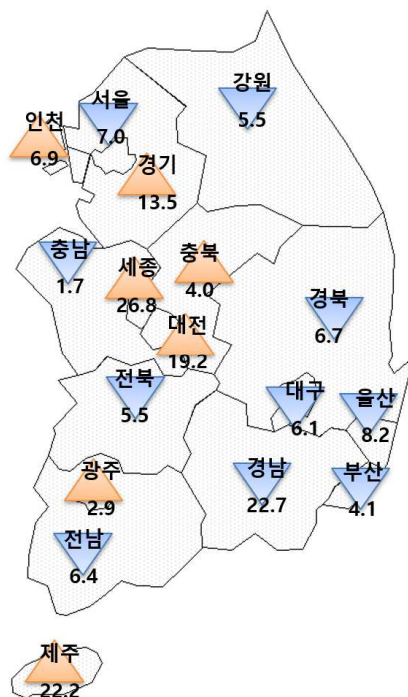 강원
5.5
서울
7.0
인천
6.9
경기
13.5
충남
1.7
세종
26.8
충북
4.0
경북
6.7
대전
19.2
전북
5.5
대구
6.1
울산
8.2
광주
2.9
경남
22.7
부산
4.1
전남
6.4
제주
22.2